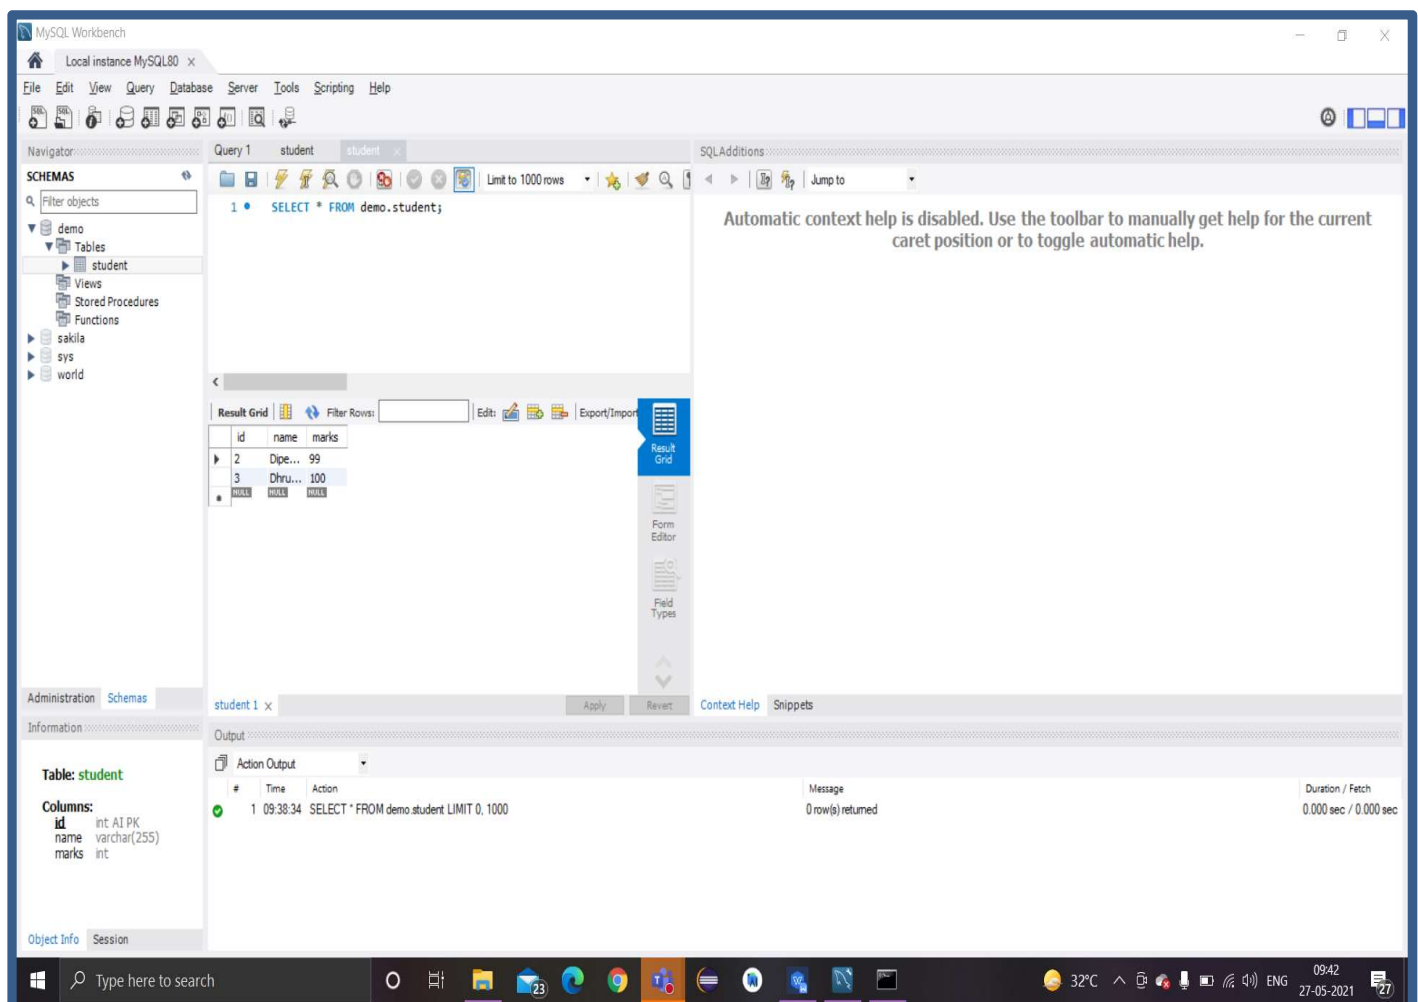 MySQL Workbench
Local instance MySQL80
File Edit View Query Database Server Tools Scripting Help
Navigator
SCHEMAS
Filter objects
demo
Tables
student
Views
Stored Procedures
Functions
sakila
sys
world
Administration Schemas
Information
Table: student
Columns:
id int AI PK
name varchar(255)
marks int
Object Info Session
Query 1 student student
Limit to 1000 rows
1 SELECT * FROM demo.student;
Result Grid Filter Rows: Edit: Export/Import
id name marks
2 Dipe... 99
3 Dhru... 100
NULL NULL NULL
Result
Grid
Form
Editor
Field
Types
student 1 Apply Revert
SQLAdditions
Jump to
Automatic context help is disabled. Use the toolbar to manually get help for the current
caret position or to toggle automatic help.
Context Help Snippets
Output
Action Output
# Time Action Message Duration / Fetch
1 09:38:34 SELECT * FROM demo.student LIMIT 0, 1000 0 row(s) returned 0.000 sec / 0.000 sec
Type here to search
23
32°C ENG
09:42
27-05-2021
27